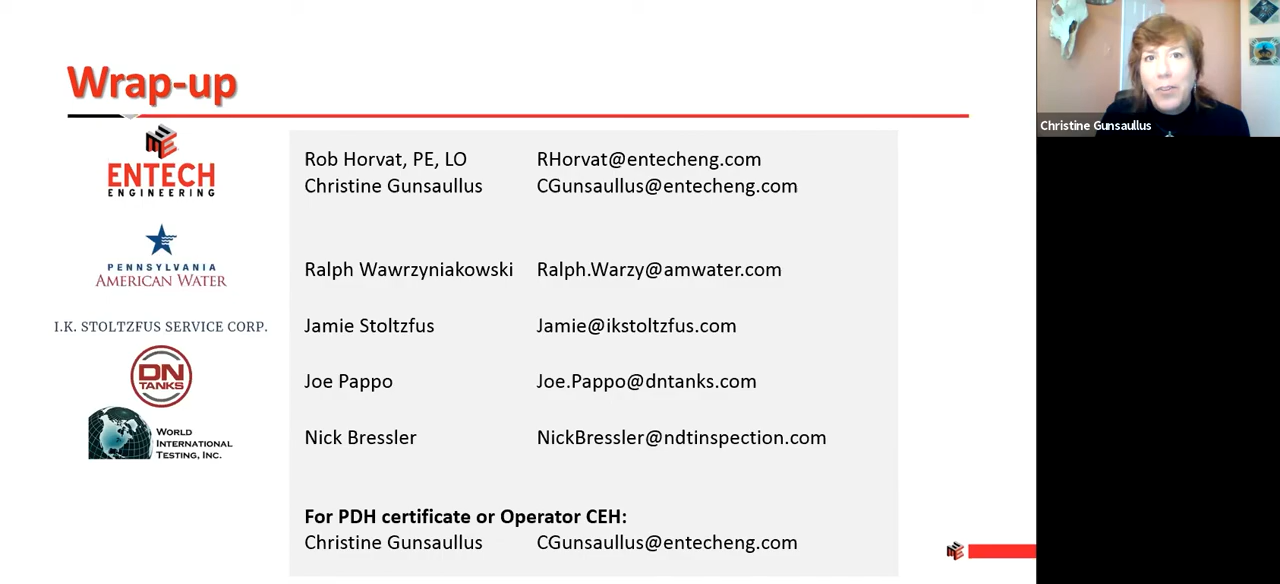 Wrap-up
ENTECH
ENGINEERING
Rob Horvat, PE, LO RHorvat@entecheng.com
Christine Gunsaullus CGunsaullus@entecheng.com
PENNSYLVANIA
AMERICAN WATER
Ralph Wawrzyniakowski Ralph.Warzy@amwater.com
I.K. STOLTZFUS SERVICE CORP.
Jamie Stoltzfus Jamie@ikstoltzfus.com
DN
TANKS
Joe Pappo Joe.Pappo@dntanks.com
WORLD
INTERNATIONAL
TESTING, INC.
Nick Bressler NickBressler@ndtinspection.com
For PDH certificate or Operator CEH:
Christine Gunsaullus CGunsaullus@entecheng.com
Christine Gunsaullus